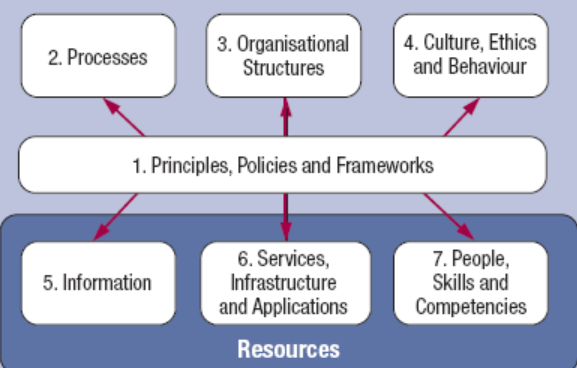 2. Processes
3. Organisational
Structures
4. Culture, Ethics
and Behaviour
1. Principles, Policies and Frameworks
5. Information
6. Services,
Infrastructure
and Applications
7. People,
Skills and
Competencies
Resources